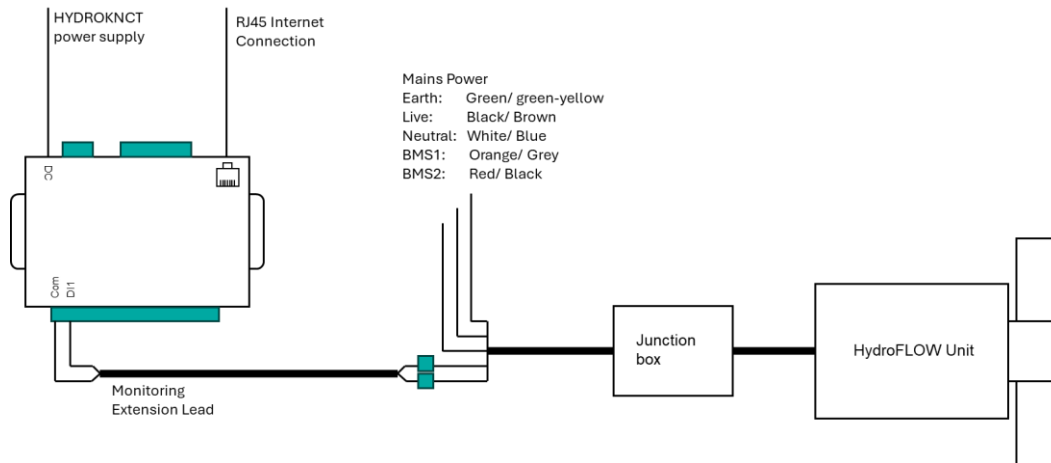 HYDROKNCT
power supply
RJ45 Internet
Connection
Mains Power
Earth: Green/ green-yellow
Live: Black/ Brown
Neutral: White/ Blue
BMS1: Orange/ Grey
BMS2: Red/ Black
DC
Com
DI1
Monitoring
Extension Lead
Junction
box
HydroFLOW Unit